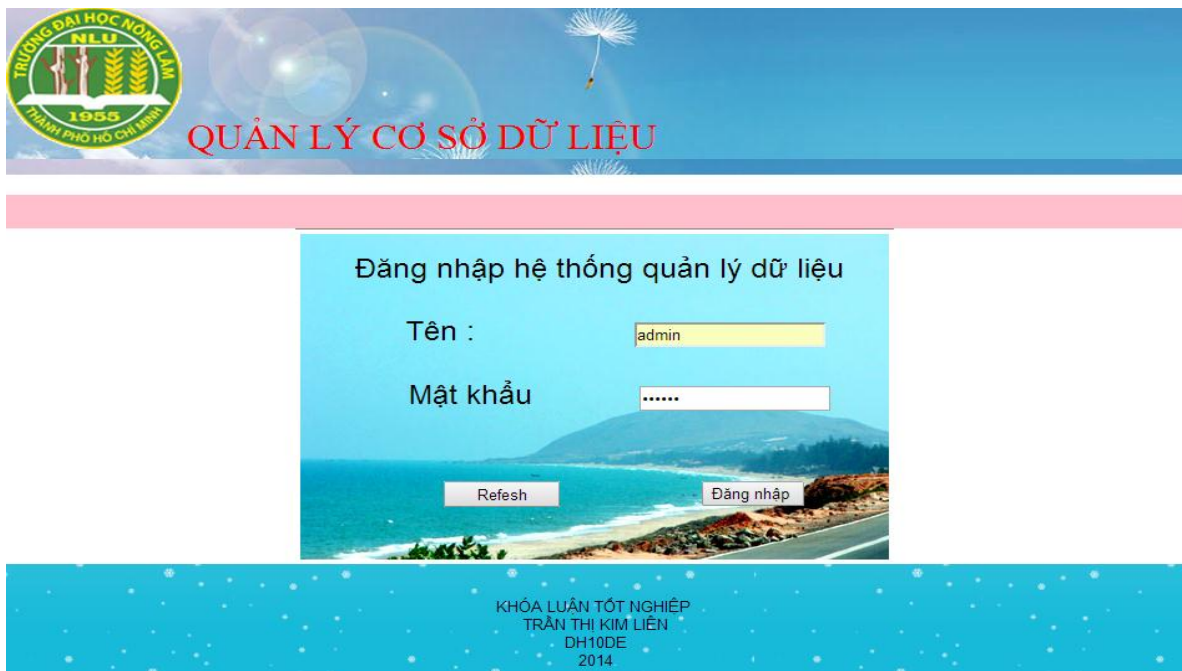 TRƯỜNG ĐẠI HỌC NÔNG LÂM
NLU
1955
THÀNH PHỐ HỒ CHÍ MINH
QUẢN LÝ CƠ SỞ DỮ LIỆU
Đăng nhập hệ thống quản lý dữ liệu
Tên :
admin
Mật khẩu
••••••
Refesh
Đăng nhập
KHÓA LUẬN TỐT NGHIỆP
TRẦN THỊ KIM LIÊN
DH10DE
2014